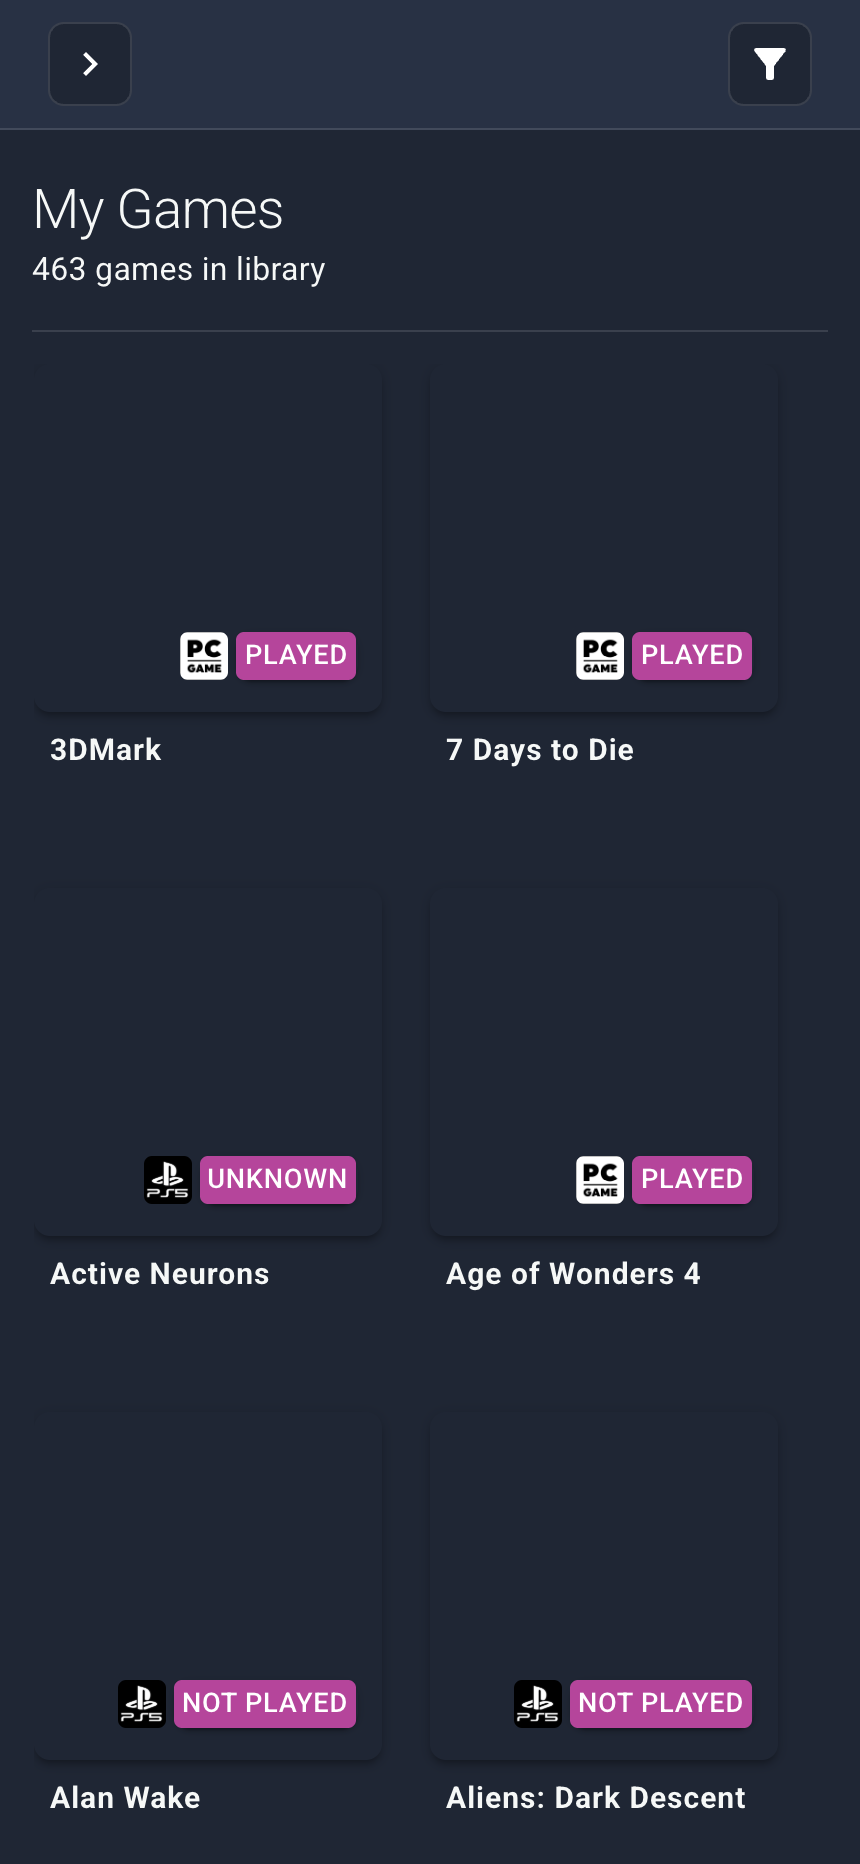 My Games
463 games in library
PC GAME PLAYED
PC GAME PLAYED
3DMark
7 Days to Die
PS5 UNKNOWN
PC GAME PLAYED
Active Neurons
Age of Wonders 4
PS5 NOT PLAYED
PS5 NOT PLAYED
Alan Wake
Aliens: Dark Descent